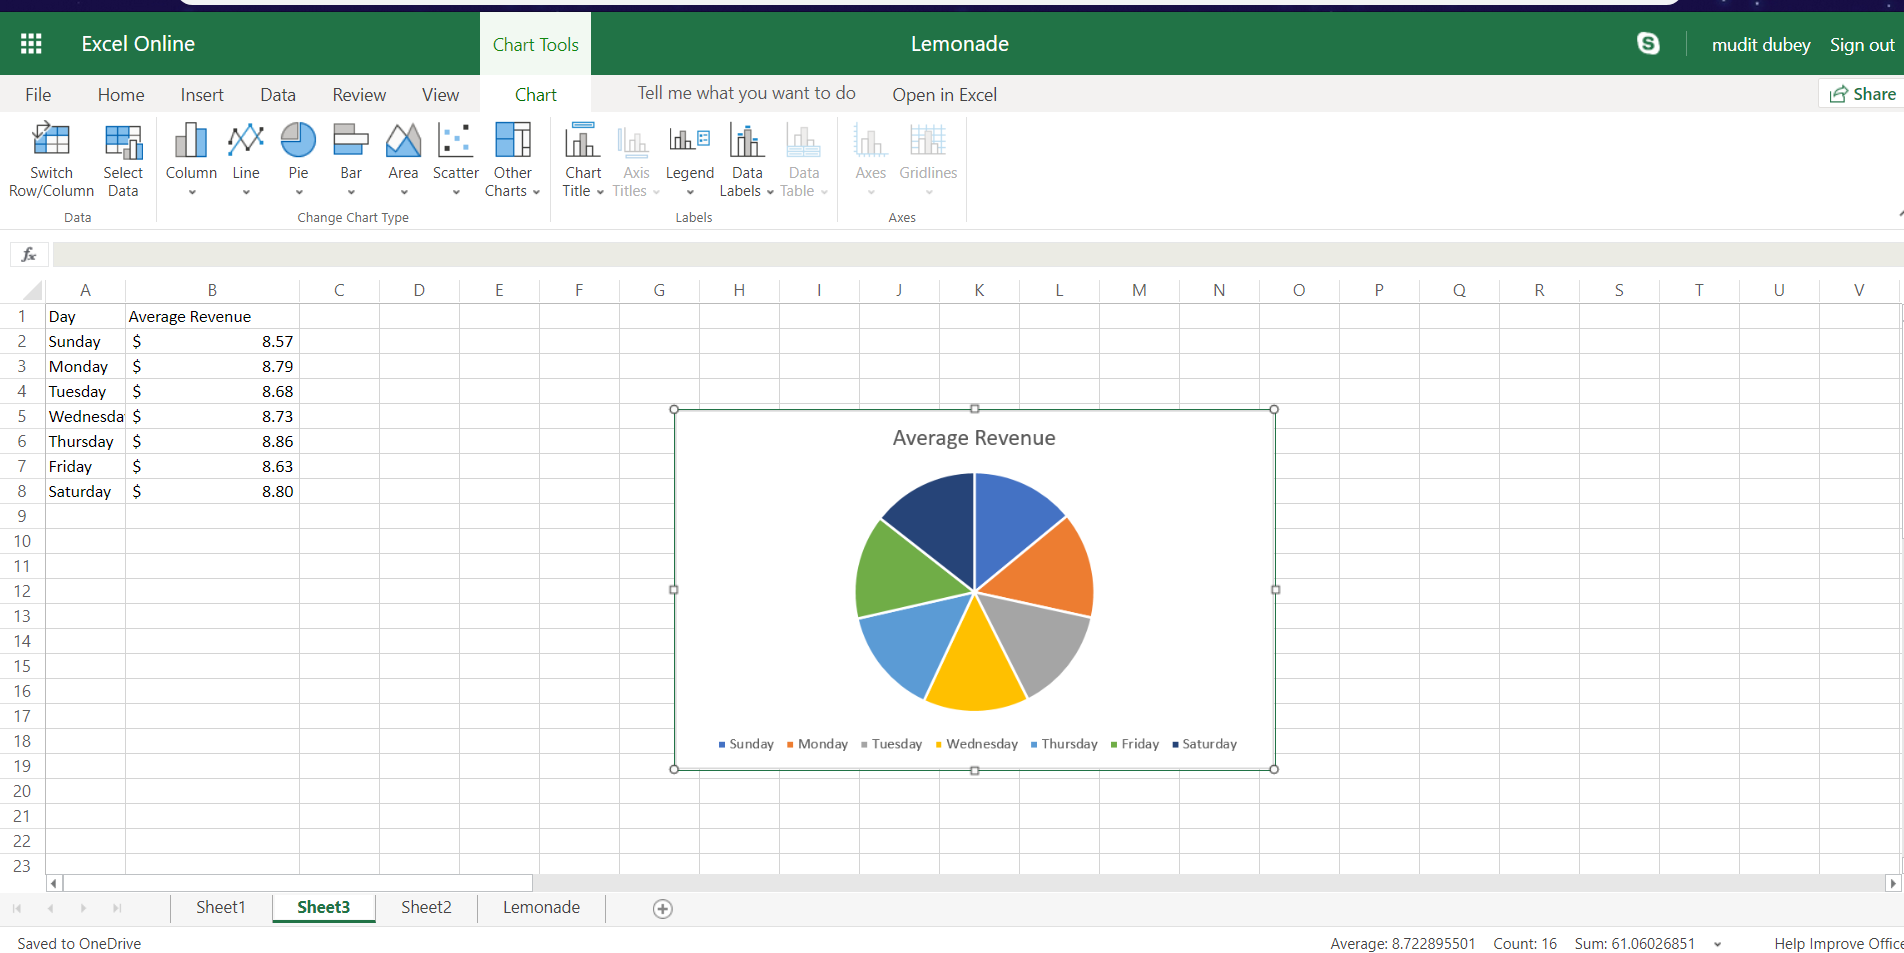 Excel Online
Chart Tools
Lemonade
mudit dubey
Sign out
File
Home
Insert
Data
Review
View
Chart
Tell me what you want to do
Open in Excel
Share
Switch Row/Column
Select Data
Data
Column
Line
Pie
Bar
Area
Scatter
Other Charts
Change Chart Type
Chart Title
Axis Titles
Legend
Data Labels
Data Table
Labels
Axes
Gridlines
Axes
fx
A B C D E F G H I J K L M N O P Q R S T U V
1 Day Average Revenue
2 Sunday $ 8.57
3 Monday $ 8.79
4 Tuesday $ 8.68
5 Wednesda $ 8.73
6 Thursday $ 8.86
7 Friday $ 8.63
8 Saturday $ 8.80
9
10
11
12
13
14
15
16
17
18
19
20
21
22
23
Average Revenue
Sunday Monday Tuesday Wednesday Thursday Friday Saturday
Sheet1 Sheet3 Sheet2 Lemonade
Saved to OneDrive
Average: 8.722895501 Count: 16 Sum: 61.06026851
Help Improve Office